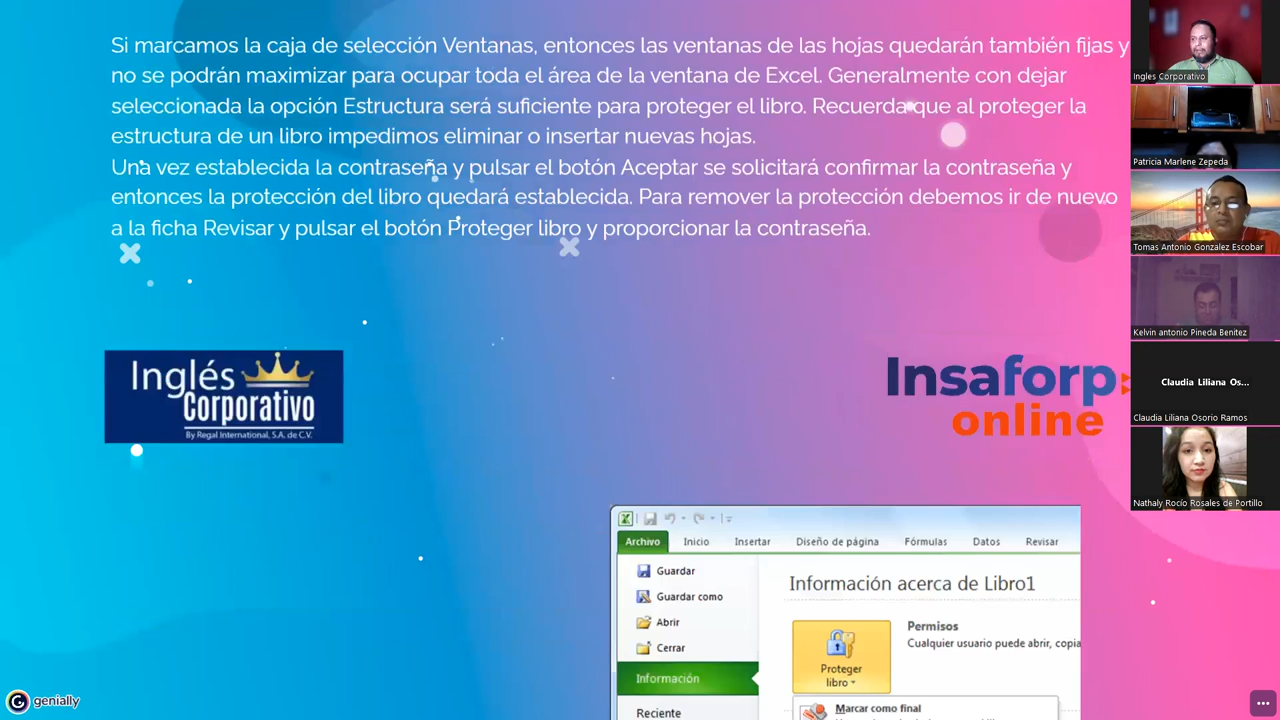 Si marcamos la caja de selección Ventanas, entonces las ventanas de las hojas quedarán también fijas y
no se podrán maximizar para ocupar toda el área de la ventana de Excel. Generalmente con dejar
seleccionada la opción Estructura será suficiente para proteger el libro. Recuerda que al proteger la
estructura de un libro impedimos eliminar o insertar nuevas hojas.
Una vez establecida la contraseña y pulsar el botón Aceptar se solicitará confirmar la contraseña y
entonces la protección del libro quedará establecida. Para remover la protección debemos ir de nuevo
a la ficha Revisar y pulsar el botón Proteger libro y proporcionar la contraseña.
Inglés
Corporativo
By Regal International, S.A. de C.V.
Insaforp
online
Archivo Inicio Insertar Diseño de página Fórmulas Datos Revisar
Guardar
Guardar como
Abrir
Cerrar
Información
Reciente
Información acerca de Libro1
Proteger
libro
Permisos
Cualquier usuario puede abrir, copia
Marcar como final
genially
Ingles Corporativo
Patricia Marlene Zepeda
Tomas Antonio Gonzalez Escobar
Kelvin antonio Pineda Benitez
Claudia Liliana Os...
Claudia Liliana Osorio Ramos
Nathaly Rocío Rosales de Portillo